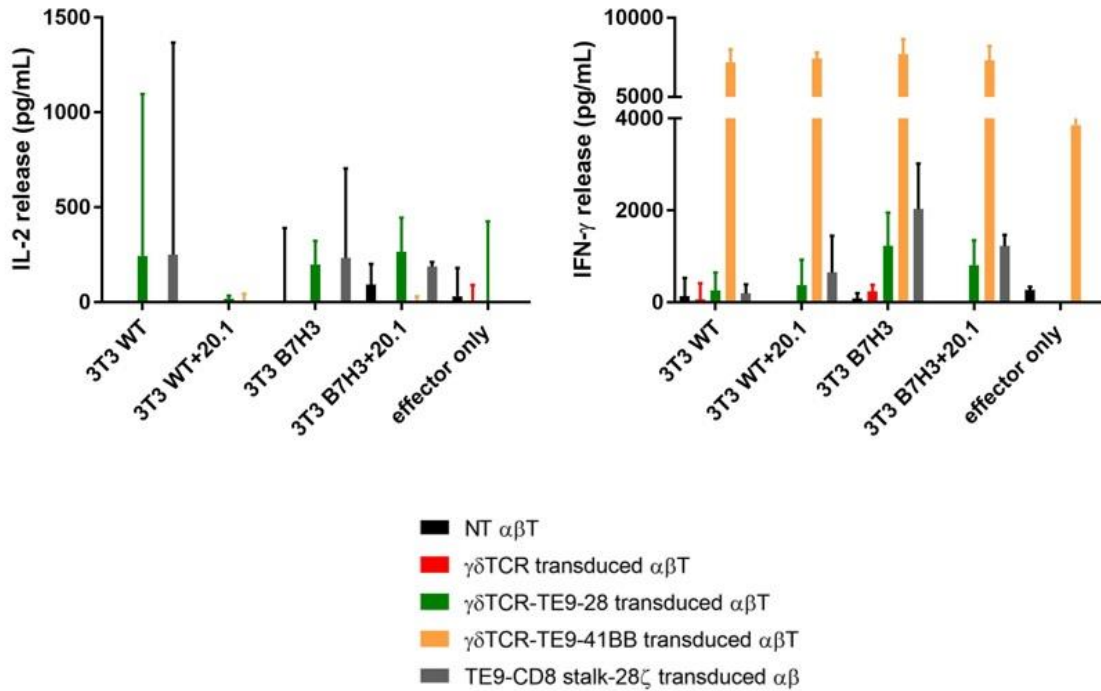 IL-2 release (pg/mL)
1500
1000
500
0
3T3 WT
3T3 WT+20.1
3T3 B7H3
3T3 B7H3+20.1
effector only
IFN-γ release (pg/mL)
10000
5000
4000
2000
0
3T3 WT
3T3 WT+20.1
3T3 B7H3
3T3 B7H3+20.1
effector only
NT αβT
γδTCR transduced αβT
γδTCR-TE9-28 transduced αβT
γδTCR-TE9-41BB transduced αβT
TE9-CD8 stalk-28ζ transduced αβ